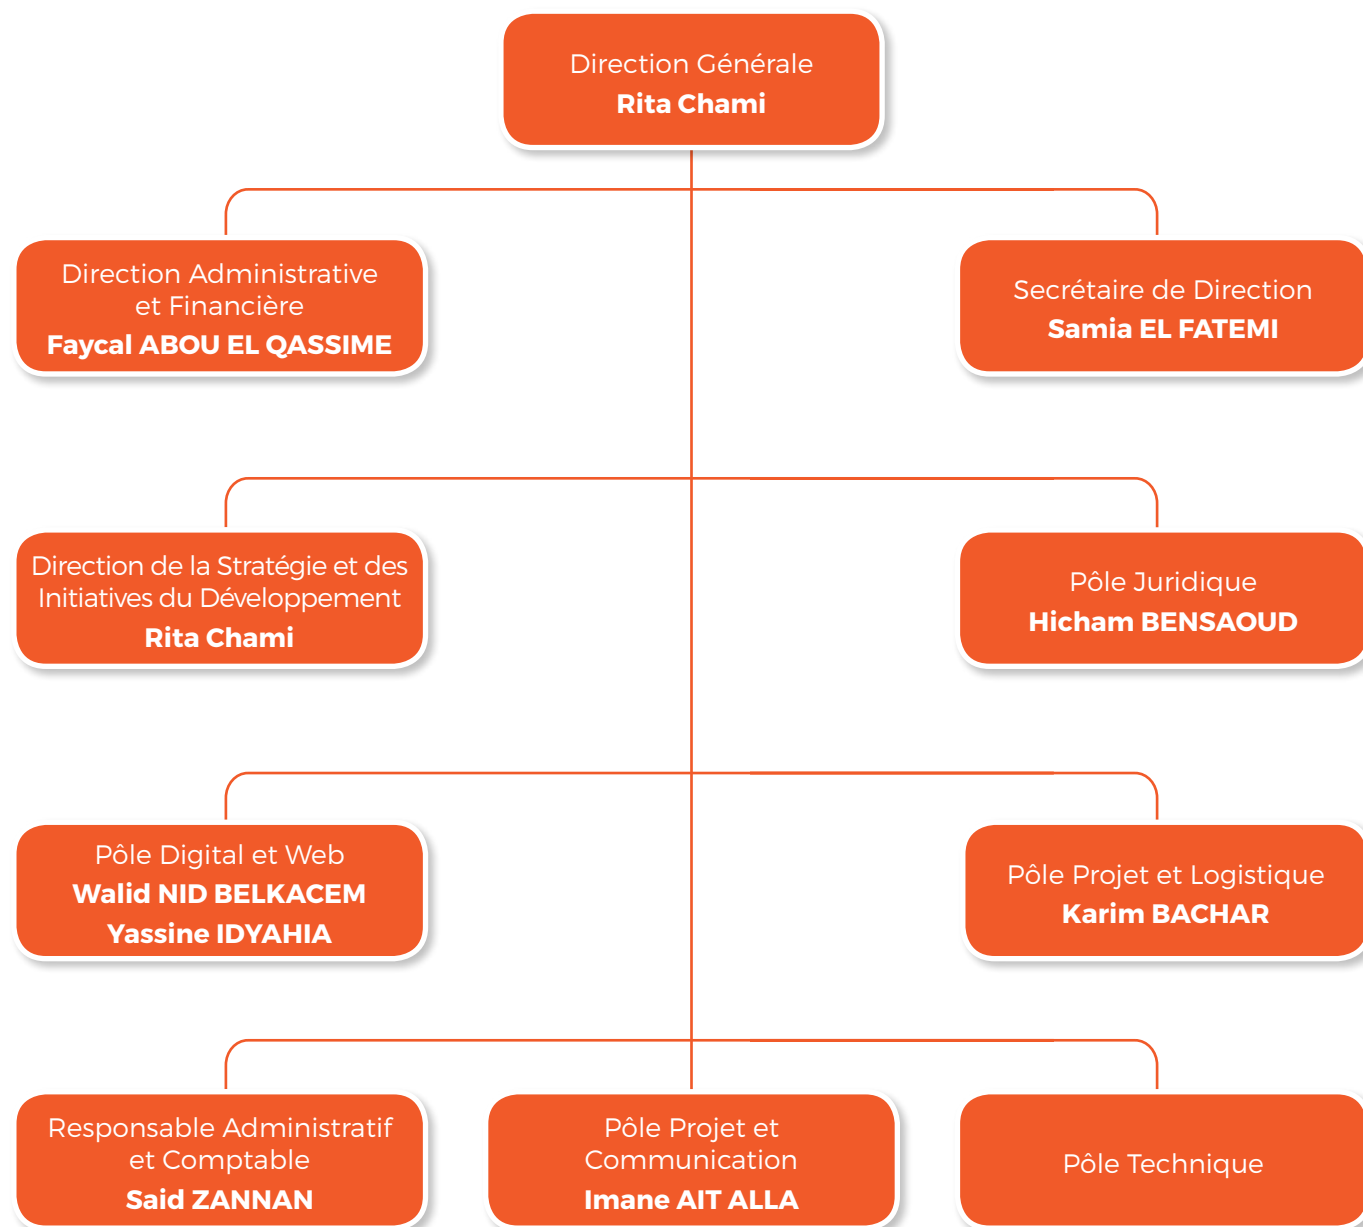 Direction Générale
Rita Chami
Direction Administrative
et Financière
Faycal ABOU EL QASSIME
Secrétaire de Direction
Samia EL FATEMI
Direction de la Stratégie et des
Initiatives du Développement
Rita Chami
Pôle Juridique
Hicham BENSAOUD
Pôle Digital et Web
Walid NID BELKACEM
Yassine IDYAHIA
Pôle Projet et Logistique
Karim BACHAR
Responsable Administratif
et Comptable
Said ZANNAN
Pôle Projet et
Communication
Imane AIT ALLA
Pôle Technique